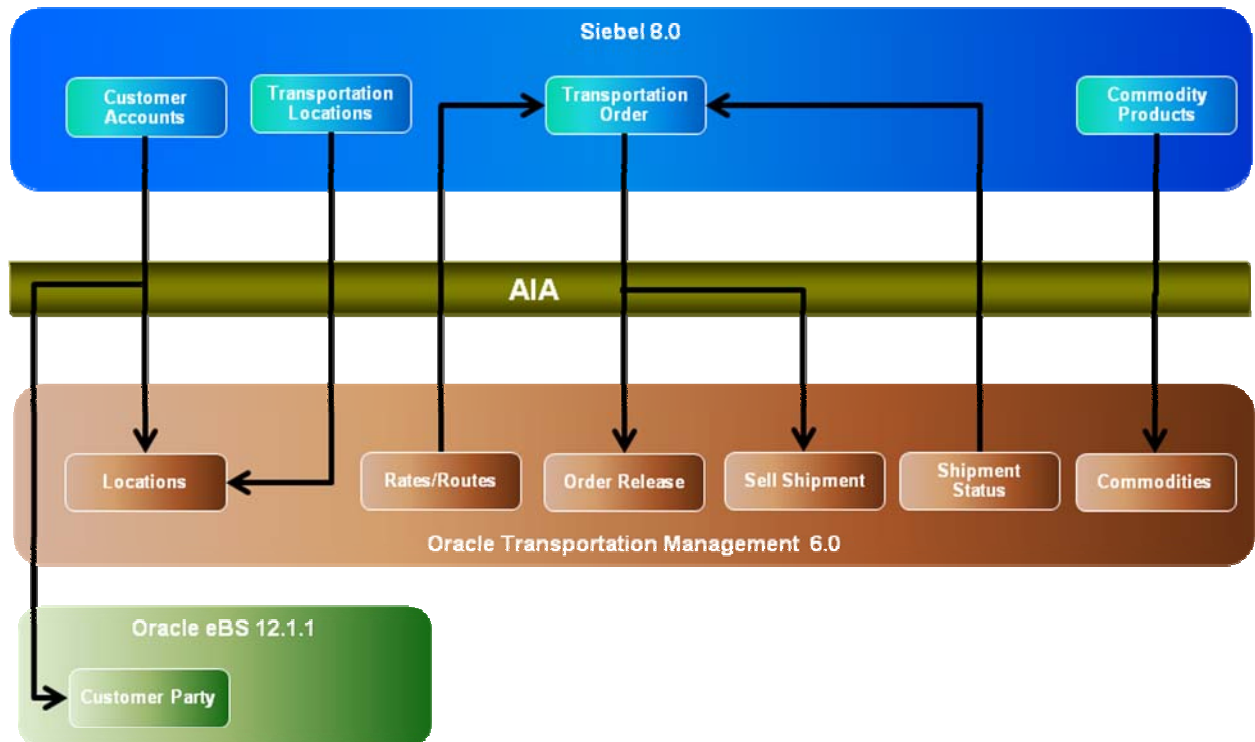 Siebel 8.0
Customer
Accounts
Transportation
Locations
Transportation
Order
Commodity
Products
AIA
Locations
Rates/Routes
Order Release
Sell Shipment
Shipment
Status
Commodities
Oracle Transportation Management 6.0
Oracle eBS 12.1.1
Customer Party